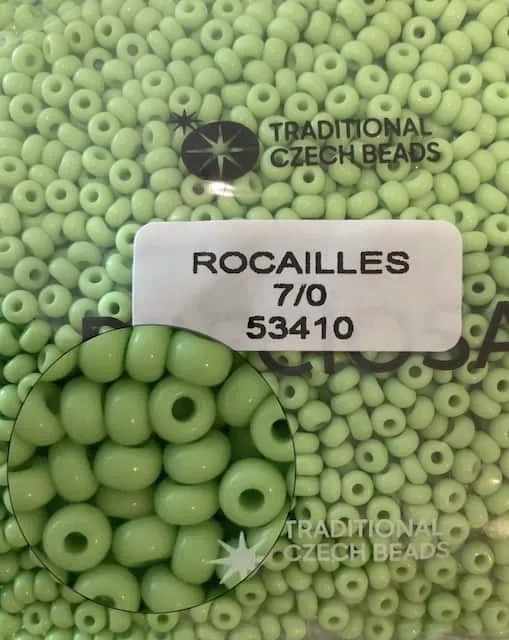 TRADITIONAL
CZECH BEADS
ROCAILLES
7/0
53410
TRADITIONAL
CZECH BEADS